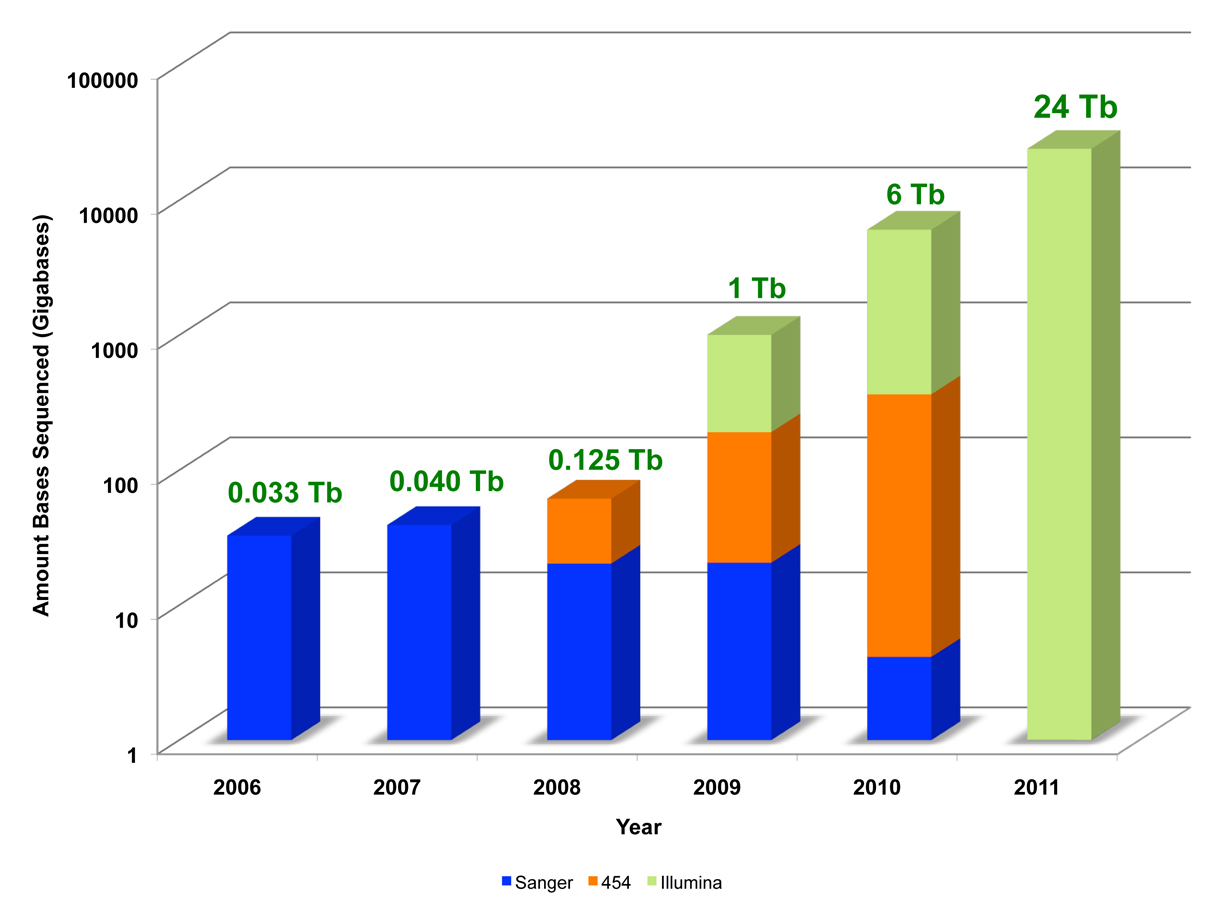 24 Tb
6 Tb
1 Tb
0.125 Tb
0.040 Tb
0.033 Tb
100000
10000
1000
100
10
1
Amount Bases Sequenced (Gigabases)
2006 2007 2008 2009 2010 2011
Year
Sanger 454 Illumina